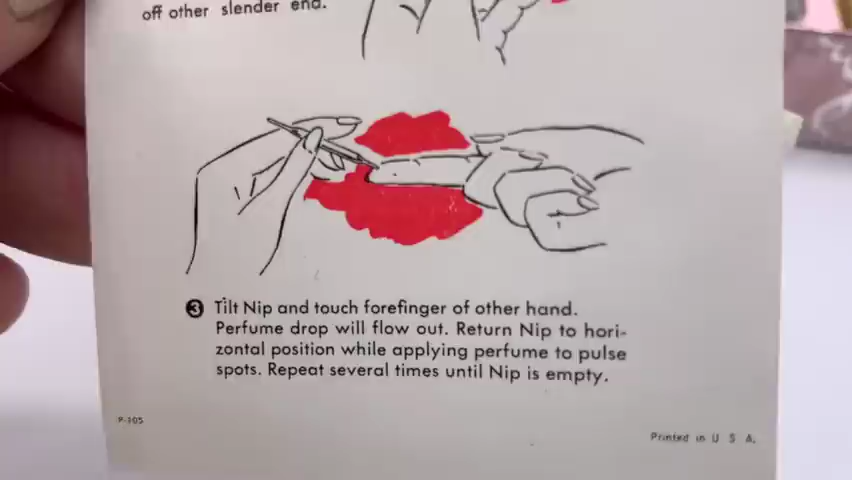 off other slender end.
❸ Tilt Nip and touch forefinger of other hand.
Perfume drop will flow out. Return Nip to hori-
zontal position while applying perfume to pulse
spots. Repeat several times until Nip is empty.
P-105
Printed in U S A.